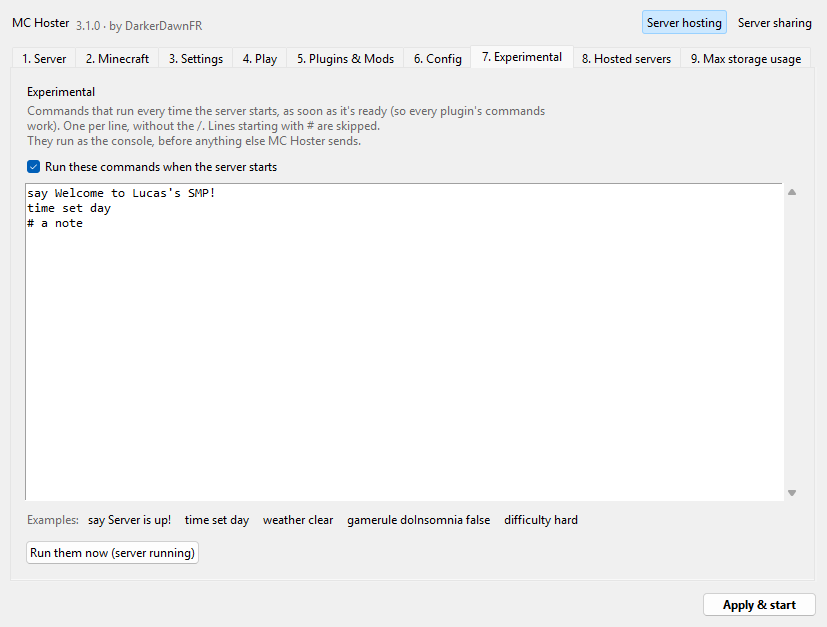 MC Hoster 3.1.0 · by DarkerDawnFR Server hosting Server sharing
1. Server 2. Minecraft 3. Settings 4. Play 5. Plugins & Mods 6. Config 7. Experimental 8. Hosted servers 9. Max storage usage
Experimental
Commands that run every time the server starts, as soon as it's ready (so every plugin's commands
work). One per line, without the /. Lines starting with # are skipped.
They run as the console, before anything else MC Hoster sends.
Run these commands when the server starts
say Welcome to Lucas's SMP!
time set day
# a note
Examples: say Server is up! time set day weather clear gamerule doInsomnia false difficulty hard
Run them now (server running)
Apply & start